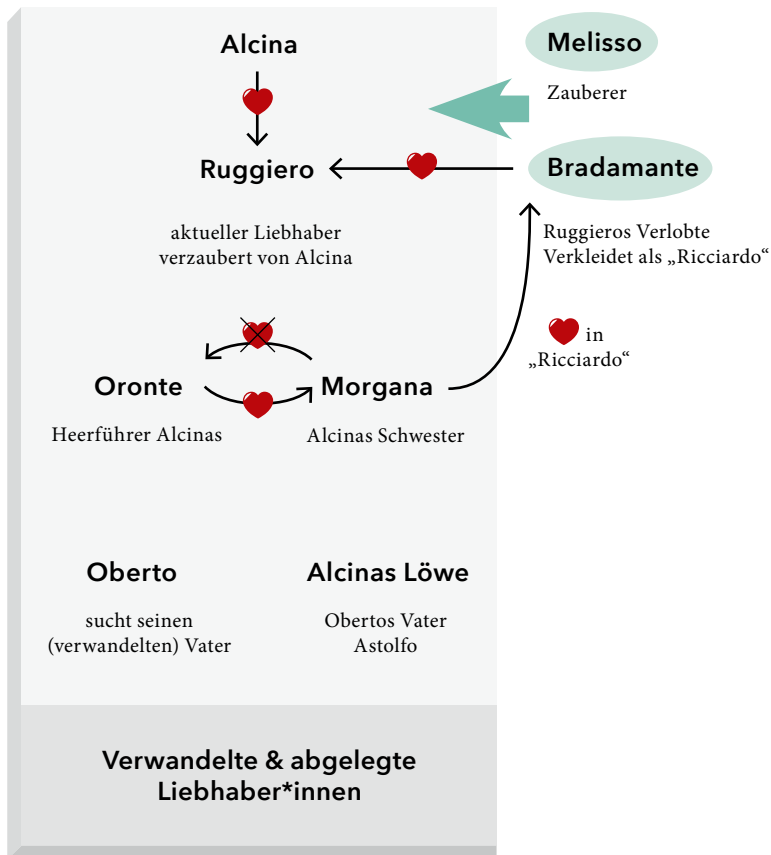 Alcina
Melisso
Zauberer
Ruggiero
Bradamante
aktueller Liebhaber
verzaubert von Alcina
Ruggieros Verlobte
Verkleidet als „Ricciardo“
in
„Ricciardo“
Oronte
Morgana
Heerführer Alcinas
Alcinas Schwester
Oberto
Alcinas Löwe
sucht seinen
(verwandelten) Vater
Obertos Vater
Astolfo
Verwandelte & abgelegte
Liebhaber*innen